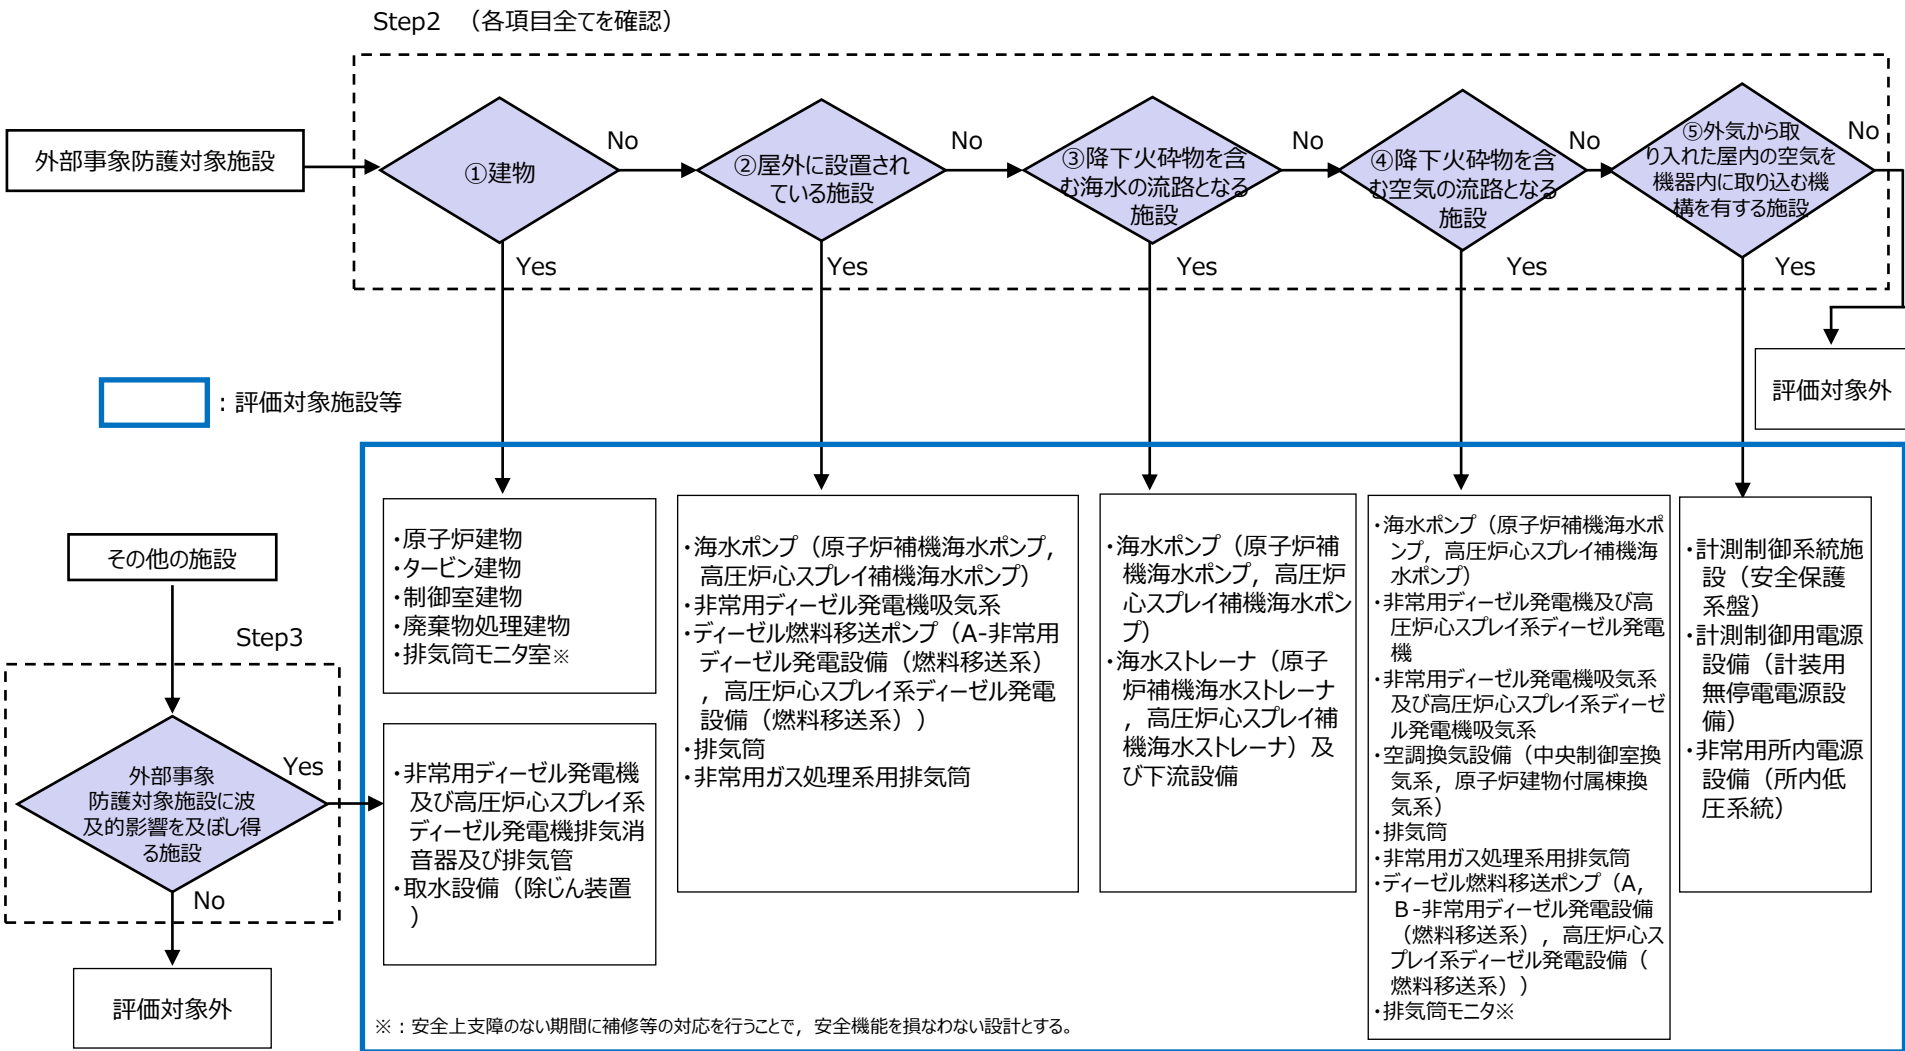 Step2 （各項目全てを確認）
外部事象防護対象施設
①建物
No
Yes
②屋外に設置され
ている施設
No
Yes
③降下火砕物を含
む海水の流路となる
施設
No
Yes
④降下火砕物を含
む空気の流路となる
施設
No
Yes
⑤外気から取
り入れた屋内の空気を
機器内に取り込む機
構を有する施設
No
Yes
評価対象外
：評価対象施設等
・原子炉建物
・タービン建物
・制御室建物
・廃棄物処理建物
・排気筒モニタ室※
・海水ポンプ（原子炉補機海水ポンプ，
高圧炉心スプレイ補機海水ポンプ）
・非常用ディーゼル発電機吸気系
・ディーゼル燃料移送ポンプ（A-非常用
ディーゼル発電設備（燃料移送系）
，高圧炉心スプレイ系ディーゼル発電
設備（燃料移送系））
・排気筒
・非常用ガス処理系用排気筒
・海水ポンプ（原子炉補
機海水ポンプ，高圧炉
心スプレイ補機海水ポン
プ）
・海水ストレーナ（原子
炉補機海水ストレーナ
，高圧炉心スプレイ補
機海水ストレーナ）及
び下流設備
・海水ポンプ（原子炉補機海水ポ
ンプ，高圧炉心スプレイ補機海
水ポンプ）
・非常用ディーゼル発電機及び高
圧炉心スプレイ系ディーゼル発電
機
・非常用ディーゼル発電機吸気系
及び高圧炉心スプレイ系ディーゼ
ル発電機吸気系
・空調換気設備（中央制御室換
気系，原子炉建物付属棟換
気系）
・排気筒
・非常用ガス処理系用排気筒
・ディーゼル燃料移送ポンプ（A，
B-非常用ディーゼル発電設備
（燃料移送系），高圧炉心ス
プレイ系ディーゼル発電設備（
燃料移送系））
・排気筒モニタ※
・計測制御系統施
設（安全保護
系盤）
・計測制御用電源
設備（計装用
無停電電源設
備）
・非常用所内電源
設備（所内低
圧系統）
その他の施設
Step3
外部事象
防護対象施設に波
及的影響を及ぼし得
る施設
Yes
No
評価対象外
・非常用ディーゼル発電機
及び高圧炉心スプレイ系
ディーゼル発電機排気消
音器及び排気管
・取水設備（除じん装置
）
※：安全上支障のない期間に補修等の対応を行うことで，安全機能を損なわない設計とする。